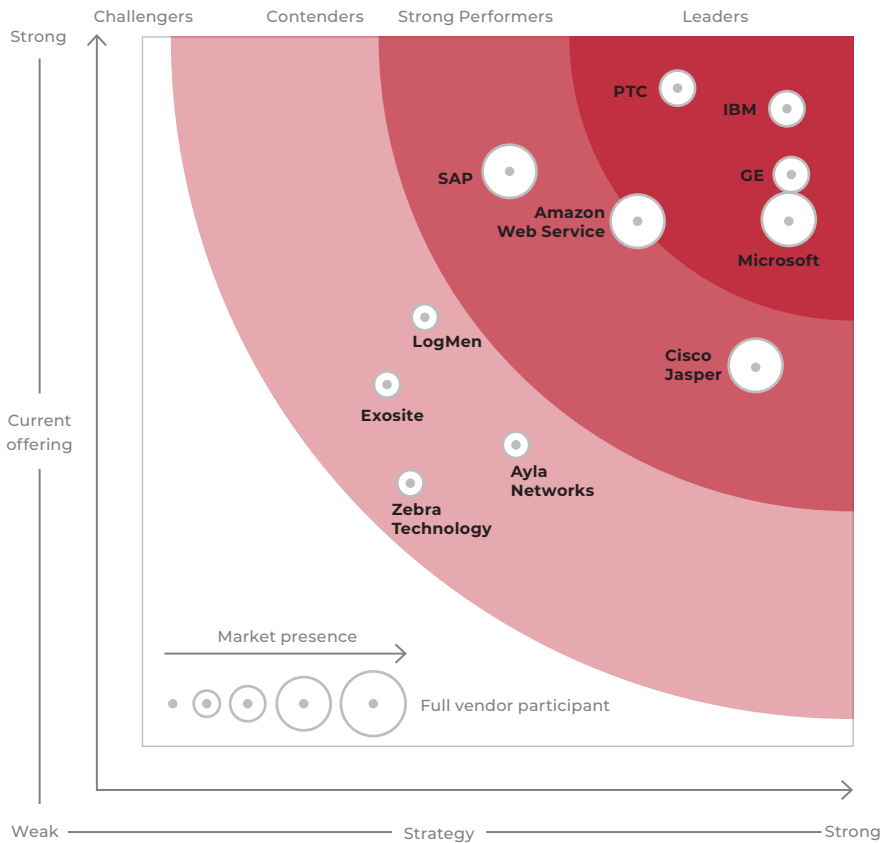 Challengers
Contenders
Strong Performers
Leaders
Strong
PTC
IBM
SAP
GE
Amazon
Web Service
Microsoft
LogMen
Cisco
Jasper
Exosite
Current
offering
Ayla
Networks
Zebra
Technology
Market presence
Full vendor participant
Weak
Strategy
Strong